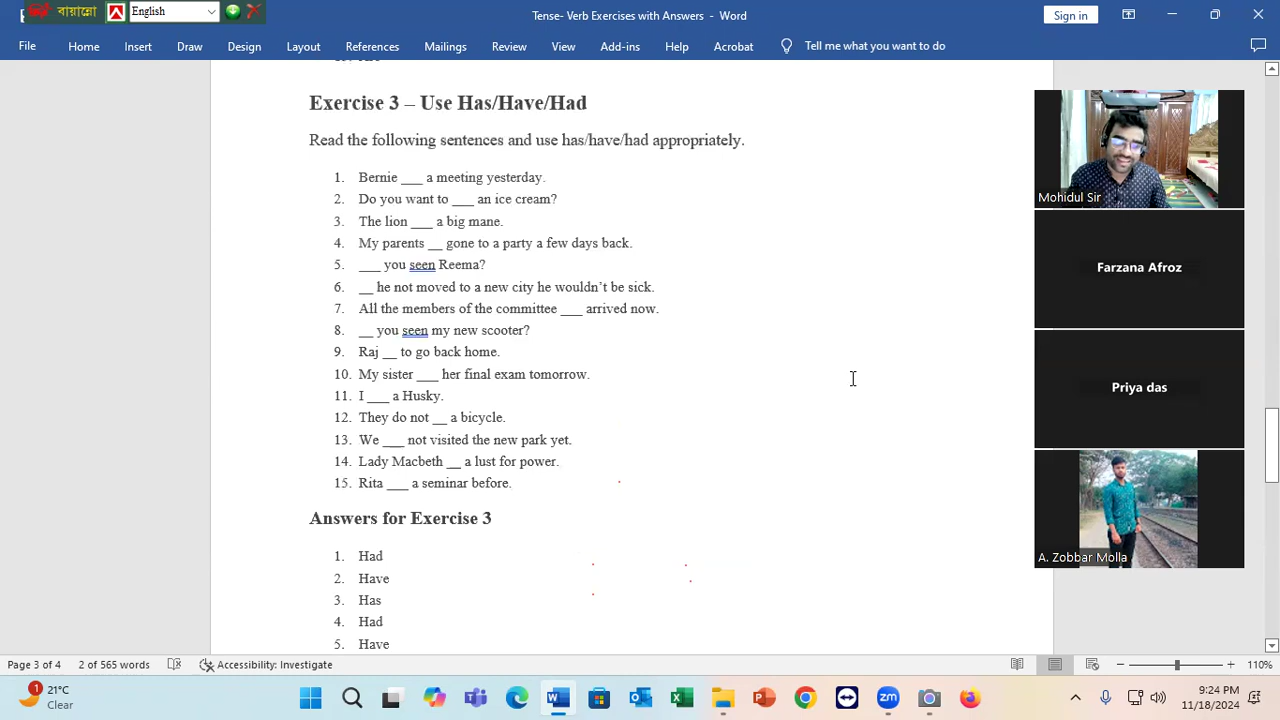 বায়ান্নো English
Tense- Verb Exercises with Answers - Word
Sign in
File Home Insert Draw Design Layout References Mailings Review View Add-ins Help Acrobat Tell me what you want to do
Exercise 3 – Use Has/Have/Had
Read the following sentences and use has/have/had appropriately.
1. Bernie ___ a meeting yesterday.
2. Do you want to ___ an ice cream?
3. The lion ___ a big mane.
4. My parents __ gone to a party a few days back.
5. ___ you seen Reema?
6. __ he not moved to a new city he wouldn’t be sick.
7. All the members of the committee ___ arrived now.
8. __ you seen my new scooter?
9. Raj __ to go back home.
10. My sister ___ her final exam tomorrow.
11. I ___ a Husky.
12. They do not __ a bicycle.
13. We ___ not visited the new park yet.
14. Lady Macbeth __ a lust for power.
15. Rita ___ a seminar before.
Answers for Exercise 3
1. Had
2. Have
3. Has
4. Had
5. Have
Mohidul Sir
Farzana Afroz
Priya das
A. Zobbar Molla
Page 3 of 4 2 of 565 words Accessibility: Investigate 110%
1 21°C
Clear
zm
9:24 PM
11/18/2024